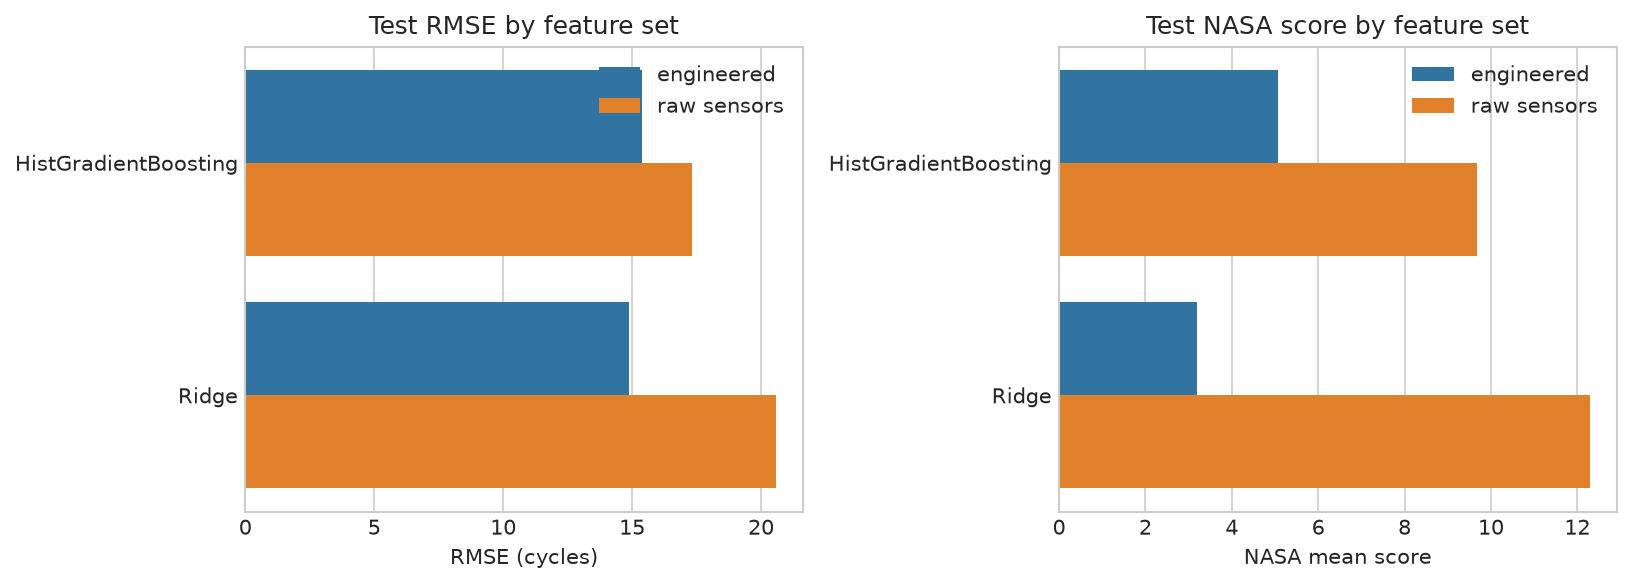 Test RMSE by feature set
engineered
raw sensors
HistGradientBoosting
Ridge
0 5 10 15 20
RMSE (cycles)
Test NASA score by feature set
engineered
raw sensors
HistGradientBoosting
Ridge
0 2 4 6 8 10 12
NASA mean score